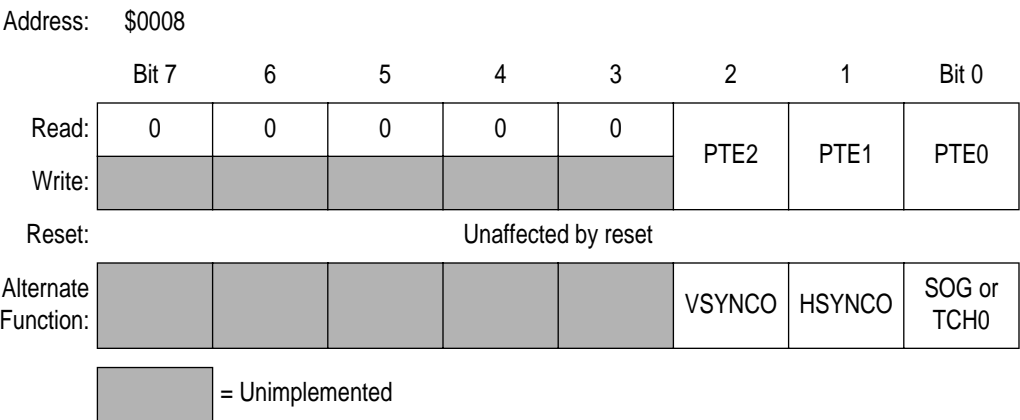 Address: $0008
Bit 7 6 5 4 3 2 1 Bit 0
Read: 0 0 0 0 0 PTE2 PTE1 PTE0
Write:
Reset: Unaffected by reset
Alternate Function: VSYNCO HSYNCO SOG or TCH0
= Unimplemented